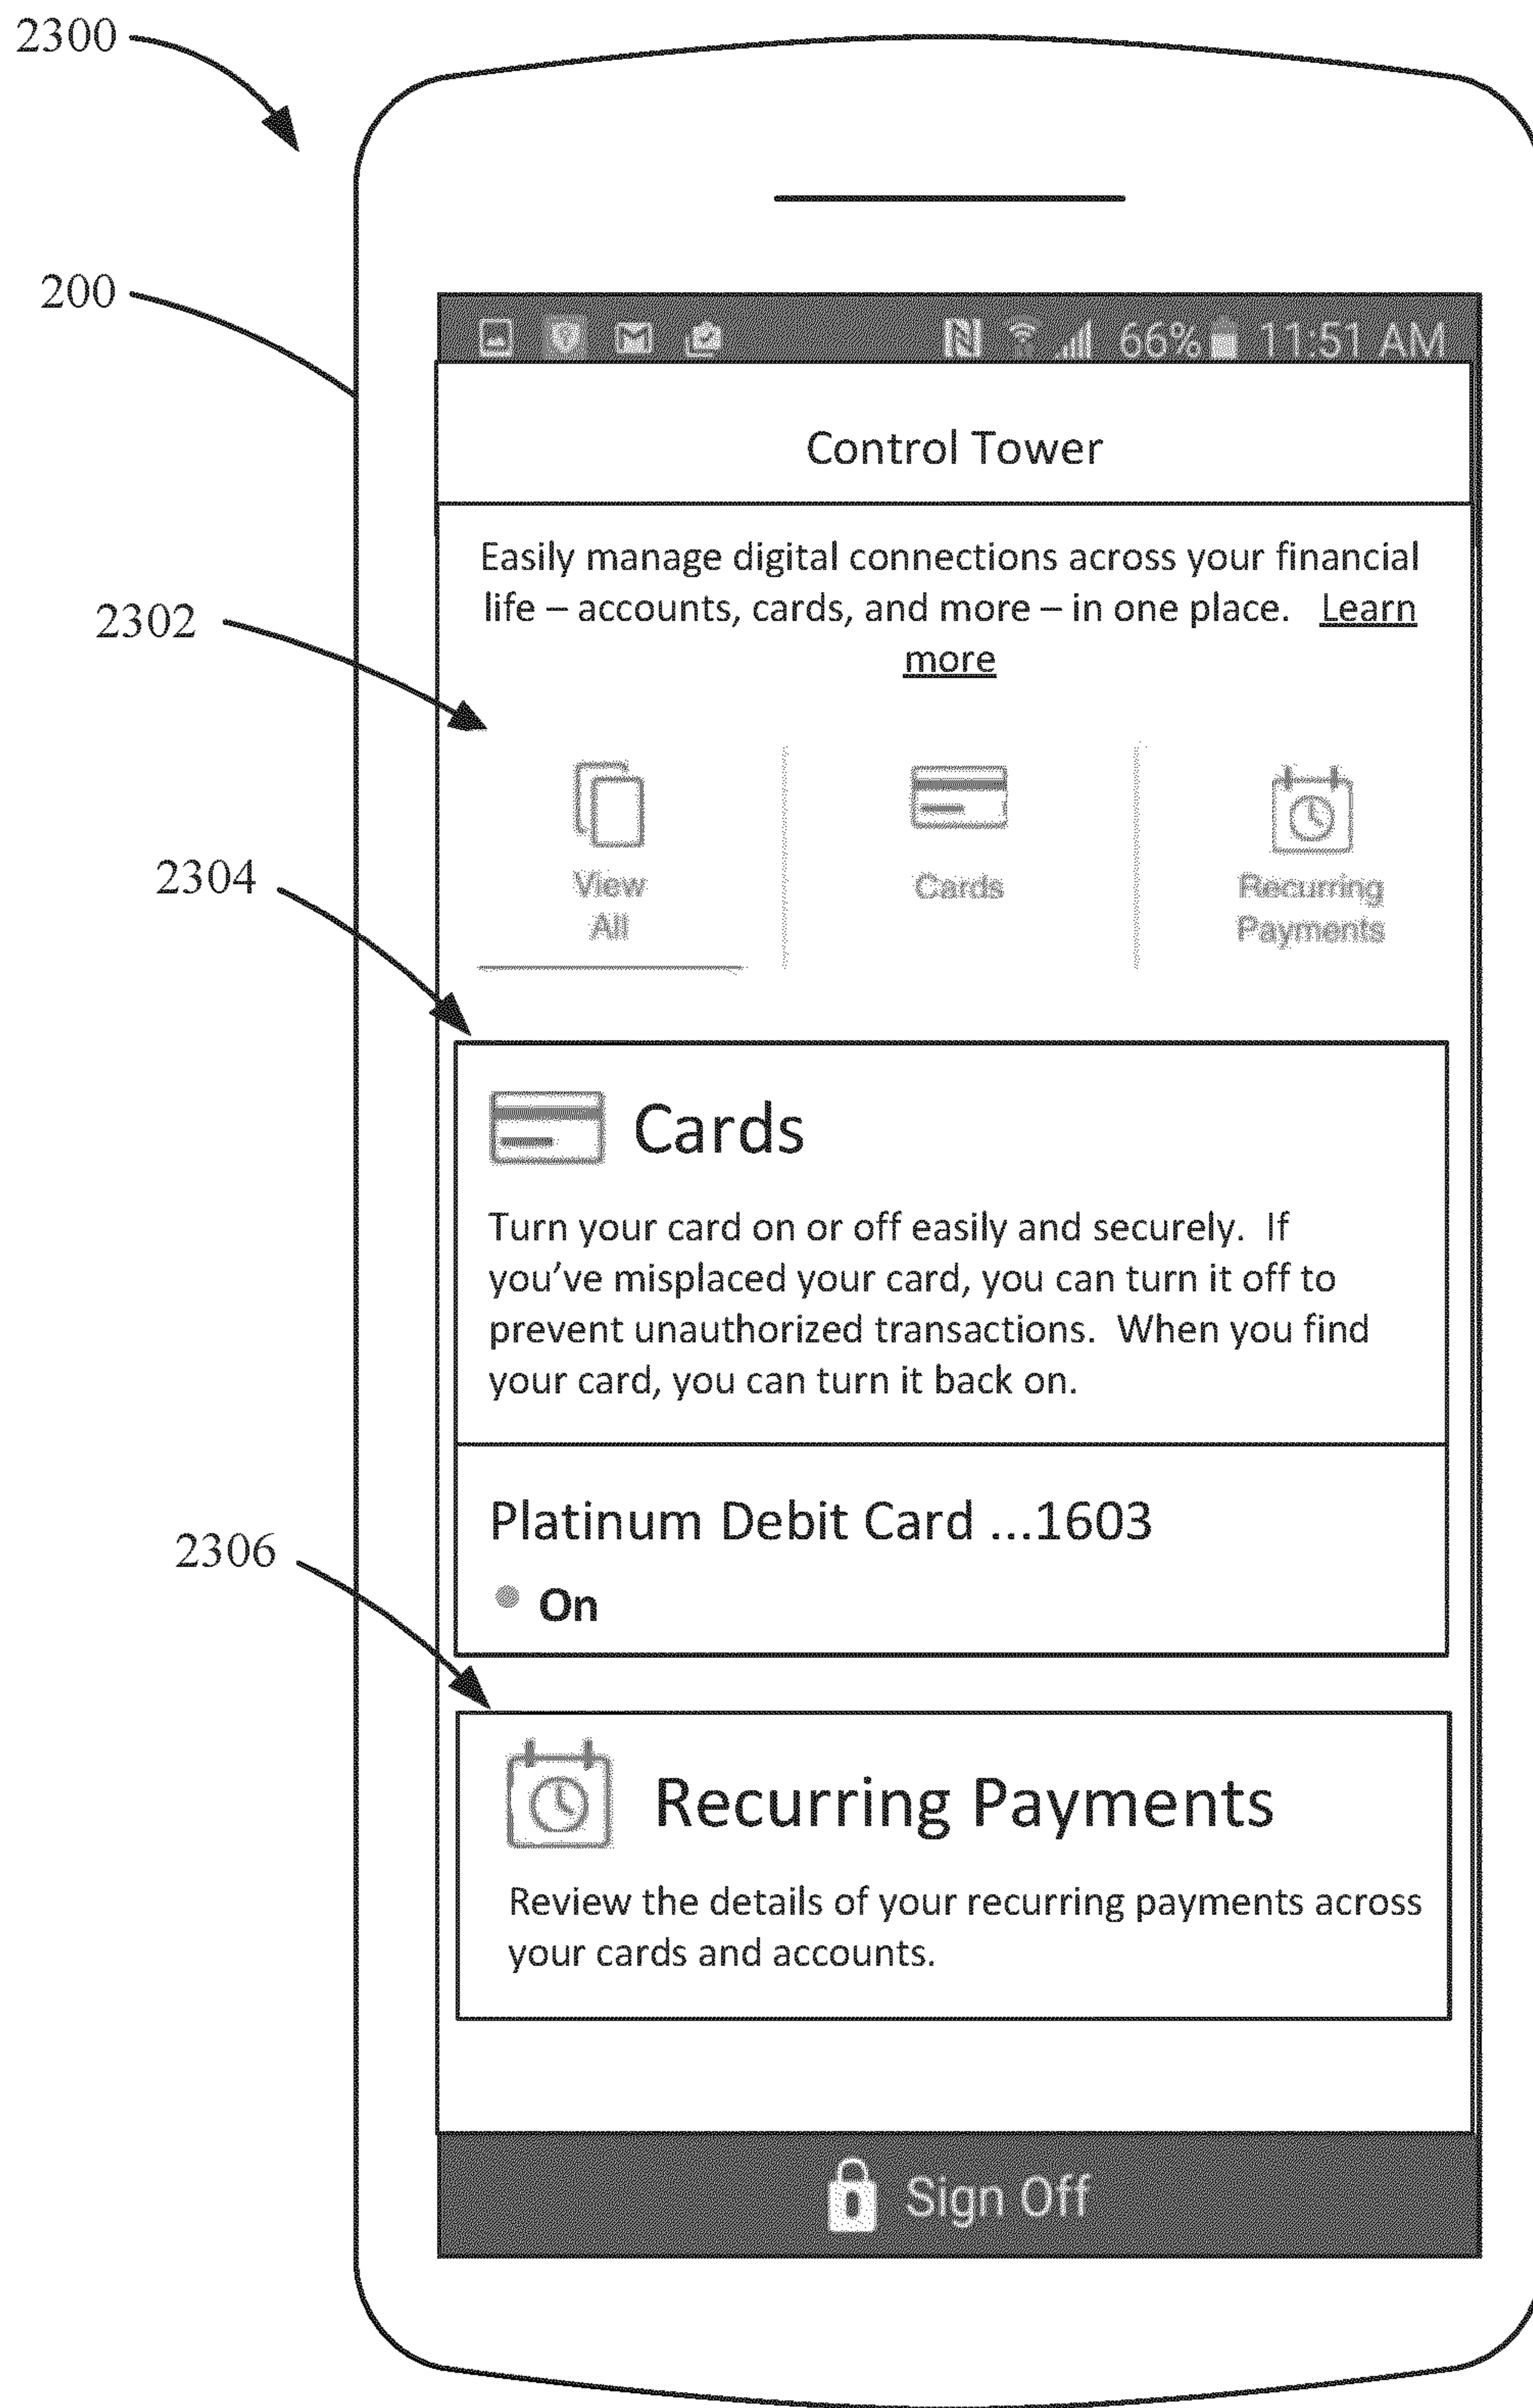 2300
200
66% 11:51 AM
Control Tower
Easily manage digital connections across your financial
life – accounts, cards, and more – in one place. Learn
more
2302
View
All
Cards
Recurring
Payments
2304
Cards
Turn your card on or off easily and securely. If
you’ve misplaced your card, you can turn it off to
prevent unauthorized transactions. When you find
your card, you can turn it back on.
Platinum Debit Card ...1603
On
2306
Recurring Payments
Review the details of your recurring payments across
your cards and accounts.
Sign Off